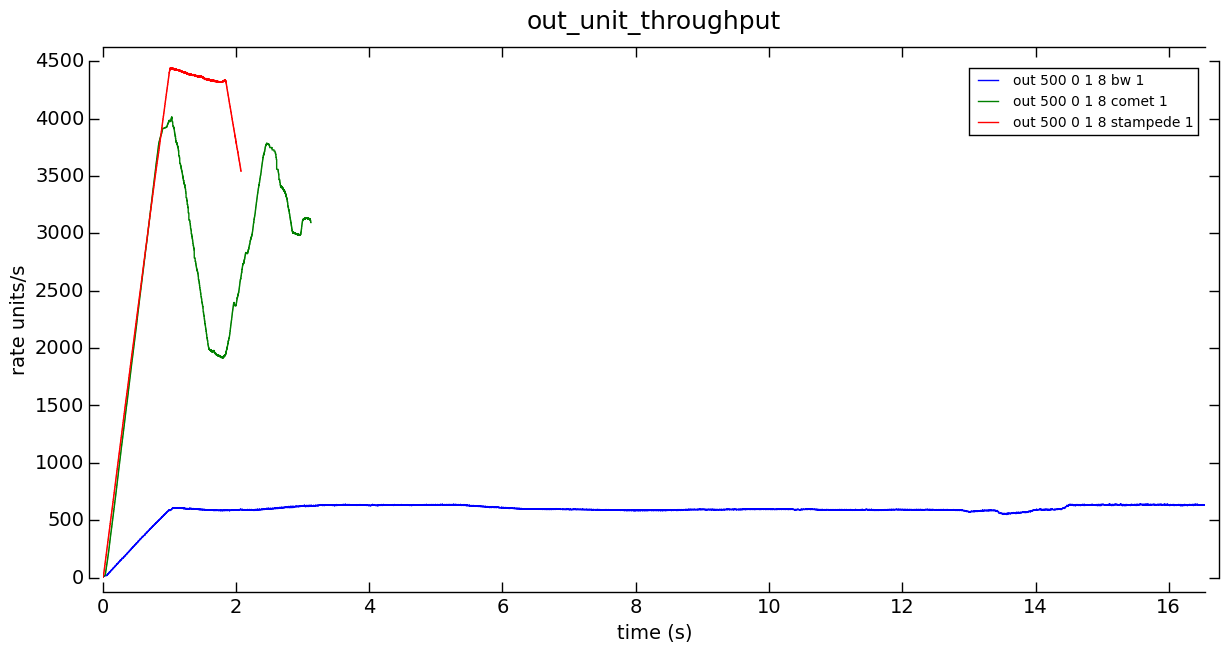 out_unit_throughput
out 500 0 1 8 bw 1
out 500 0 1 8 comet 1
out 500 0 1 8 stampede 1
rate units/s
4500
4000
3500
3000
2500
2000
1500
1000
500
0
0 2 4 6 8 10 12 14 16
time (s)